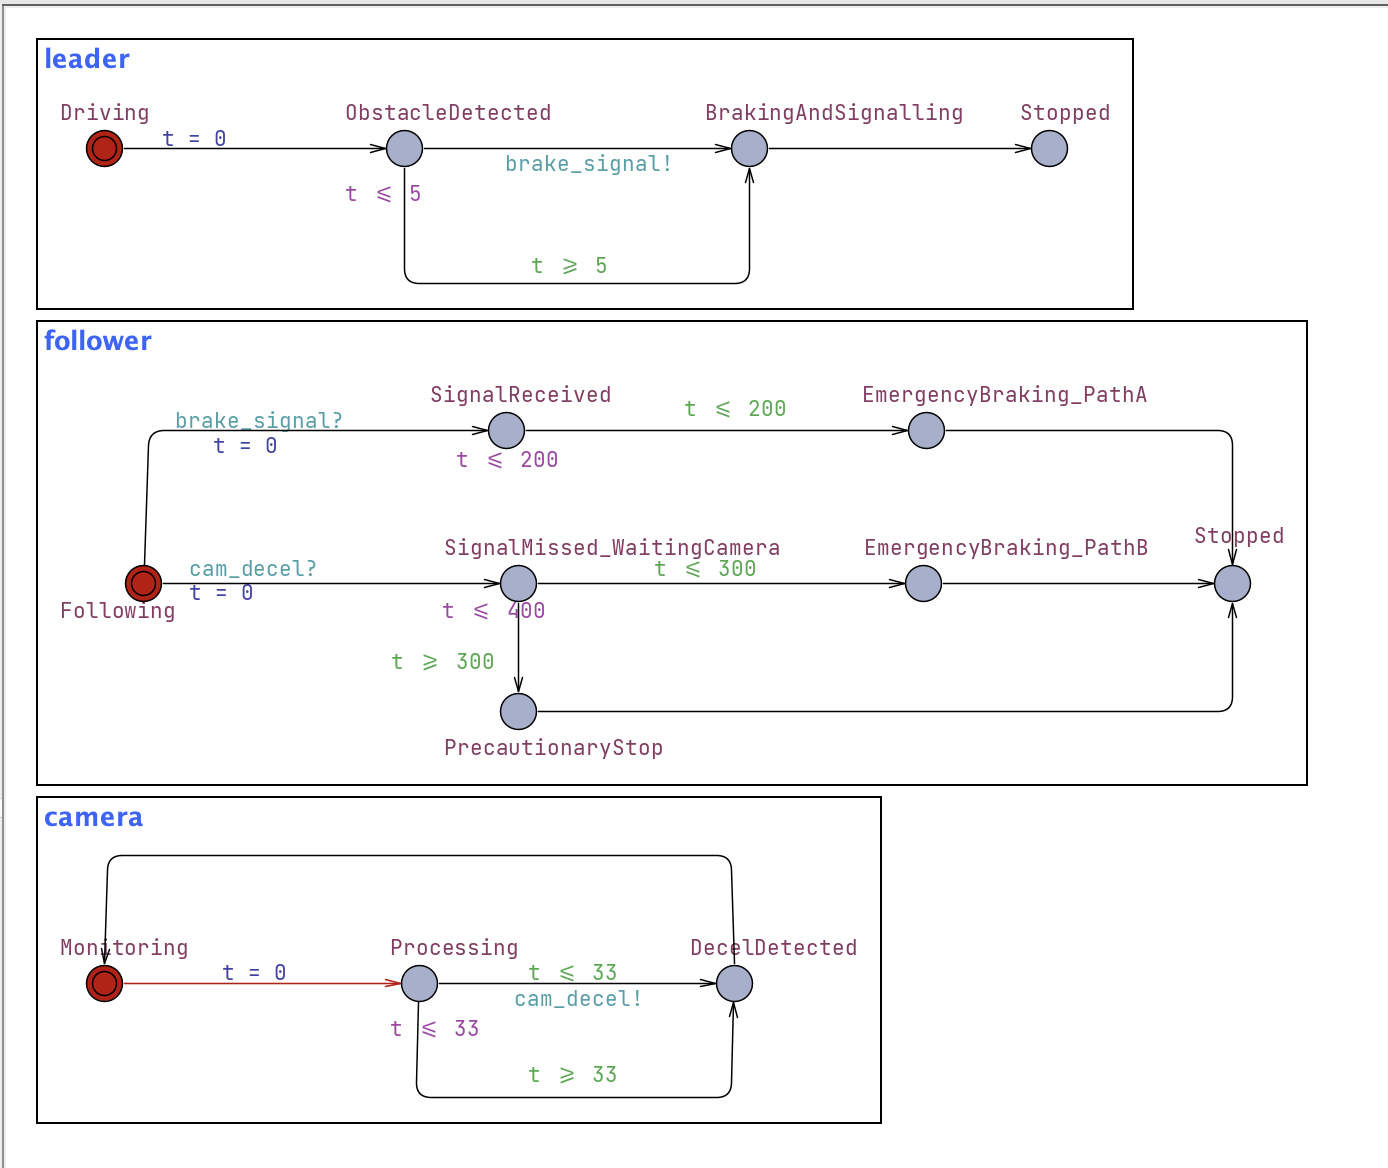 leader
Driving
ObstacleDetected
BrakingAndSignalling
Stopped
t = 0
brake_signal!
t ⩽ 5
t ⩾ 5
follower
SignalReceived
EmergencyBraking_PathA
t ⩽ 200
brake_signal?
t = 0
t ⩽ 200
Stopped
SignalMissed_WaitingCamera
EmergencyBraking_PathB
cam_decel?
t ⩽ 300
t = 0
Following
t ⩽ 400
t ⩾ 300
PrecautionaryStop
camera
Monitoring
Processing
DecelDetected
t = 0
t ⩽ 33
cam_decel!
t ⩽ 33
t ⩾ 33